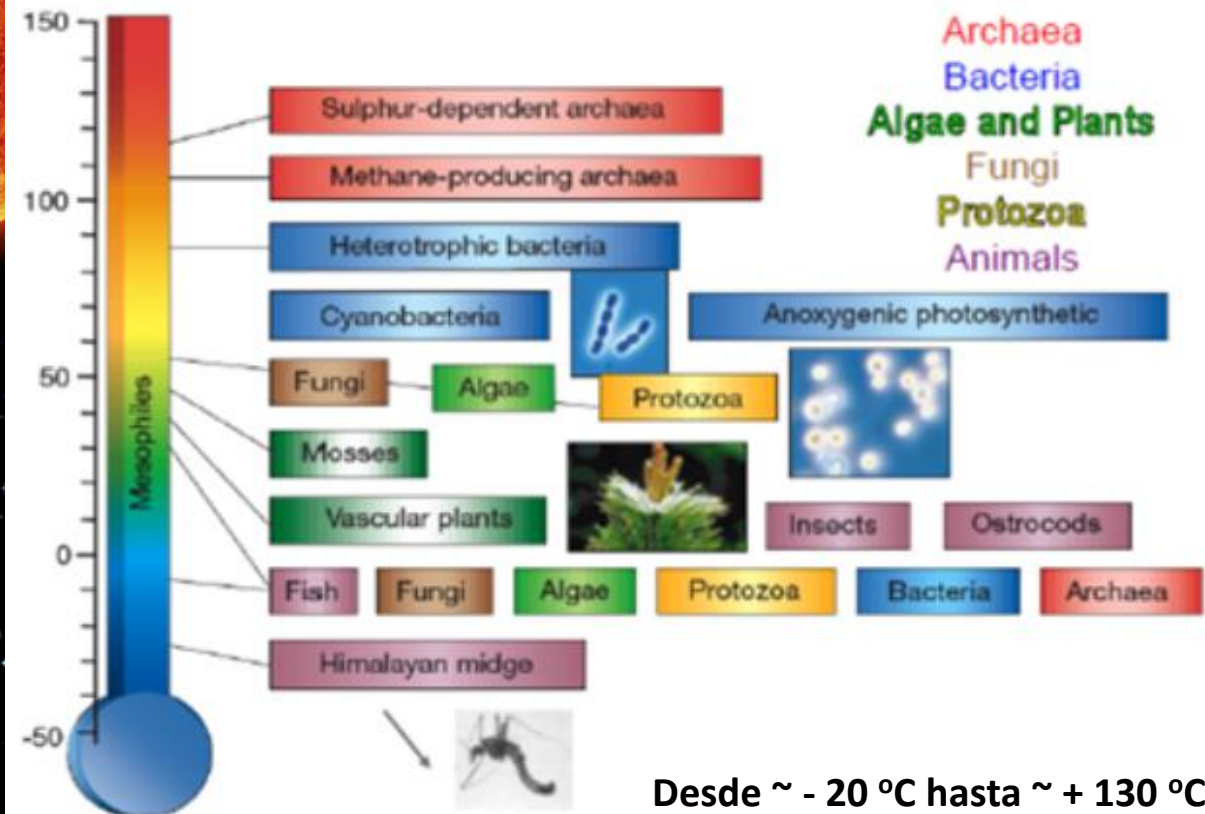 150
100
50
0
-50
Mesophiles
Archaea
Bacteria
Algae and Plants
Fungi
Protozoa
Animals
Sulphur-dependent archaea
Methane-producing archaea
Heterotrophic bacteria
Cyanobacteria
Anoxygenic photosynthetic
Fungi
Algae
Protozoa
Mosses
Vascular plants
Insects
Ostrocods
Fish
Fungi
Algae
Protozoa
Bacteria
Archaea
Himalayan midge
Desde ~ - 20 ºC hasta ~ + 130 ºC